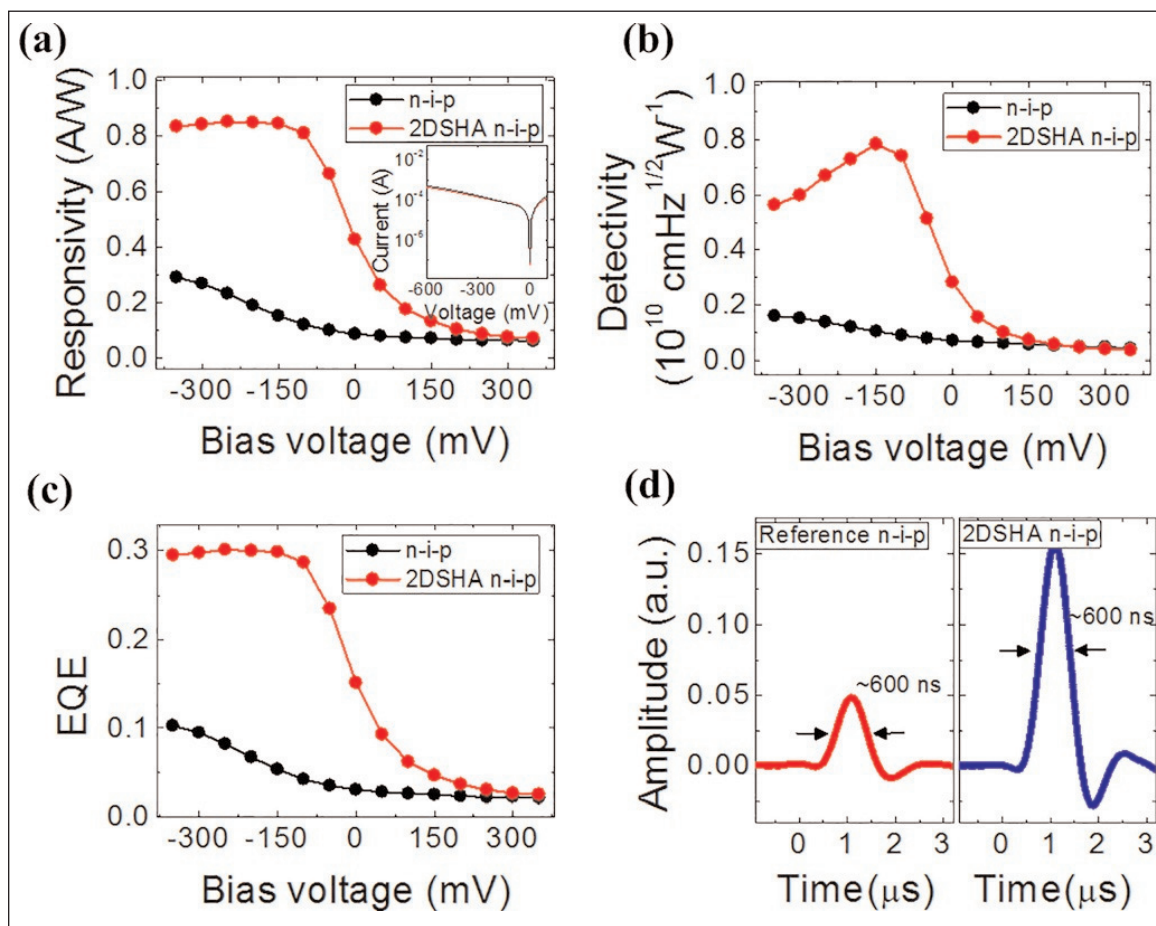 (a)
Responsivity (A/W)
1.0
0.8
0.6
0.4
0.2
0.0
n-i-p
2DSHA n-i-p
Current (A)
10⁻²
10⁻⁴
10⁻⁶
-600
-300
0
Voltage (mV)
-300
-150
0
150
300
Bias voltage (mV)
(b)
Detectivity
(10¹⁰ cmHz¹/²W⁻¹)
1.0
0.8
0.6
0.4
0.2
0.0
n-i-p
2DSHA n-i-p
-300
-150
0
150
300
Bias voltage (mV)
(c)
EQE
0.3
0.2
0.1
0.0
n-i-p
2DSHA n-i-p
-300
-150
0
150
300
Bias voltage (mV)
(d)
Amplitude (a.u.)
0.15
0.10
0.05
0.00
Reference n-i-p
~600 ns
0
1
2
3
Time(μs)
2DSHA n-i-p
~600 ns
0
1
2
3
Time (μs)